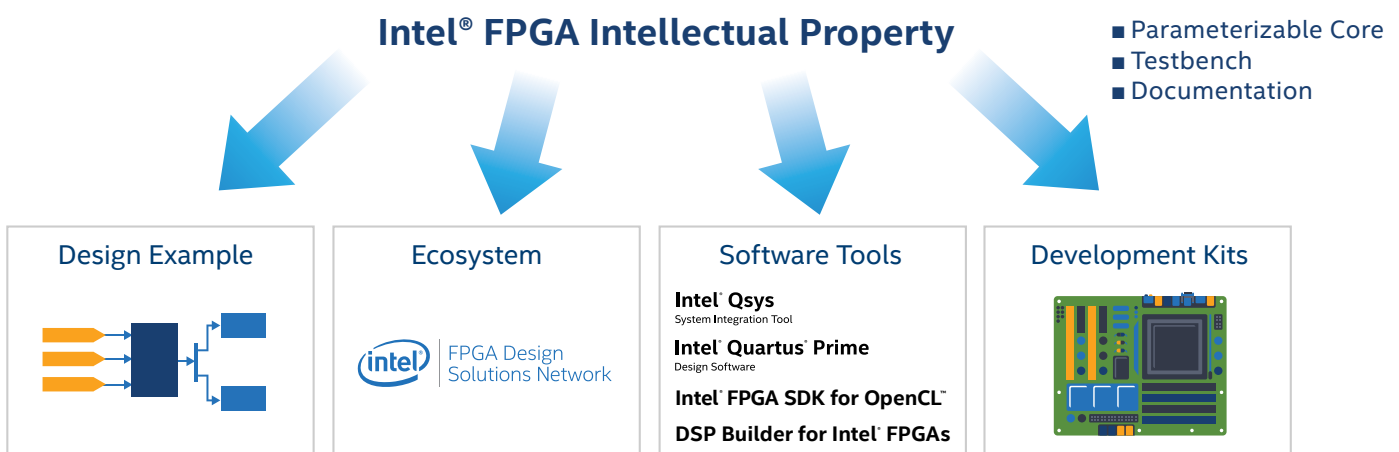 Intel® FPGA Intellectual Property
■ Parameterizable Core
■ Testbench
■ Documentation
Design Example
Ecosystem
intel®
FPGA Design
Solutions Network
Software Tools
Intel® Qsys
System Integration Tool
Intel® Quartus® Prime
Design Software
Intel® FPGA SDK for OpenCL™
DSP Builder for Intel® FPGAs
Development Kits